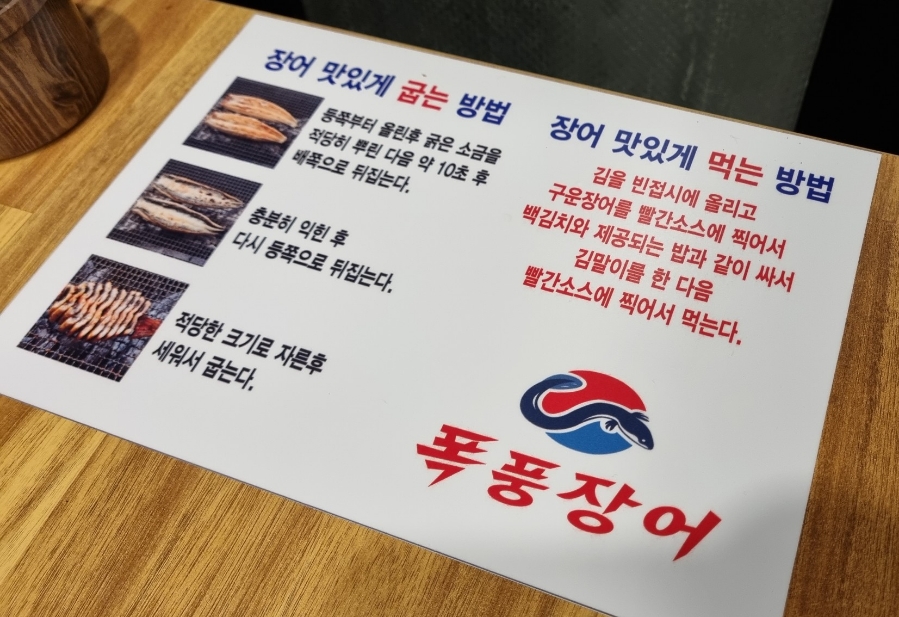 장어 맛있게 굽는 방법
등쪽부터 올린후 굵은 소금을
적당히 뿌린 다음 약 10초 후
배쪽으로 뒤집는다.
충분히 익힌 후
다시 등쪽으로 뒤집는다.
적당한 크기로 자른후
세워서 굽는다.
장어 맛있게 먹는 방법
김을 빈접시에 올리고
구운장어를 빨간소스에 찍어서
백김치와 제공되는 밥과 같이 싸서
김말이를 한 다음
빨간소스에 찍어서 먹는다.
폭풍장어